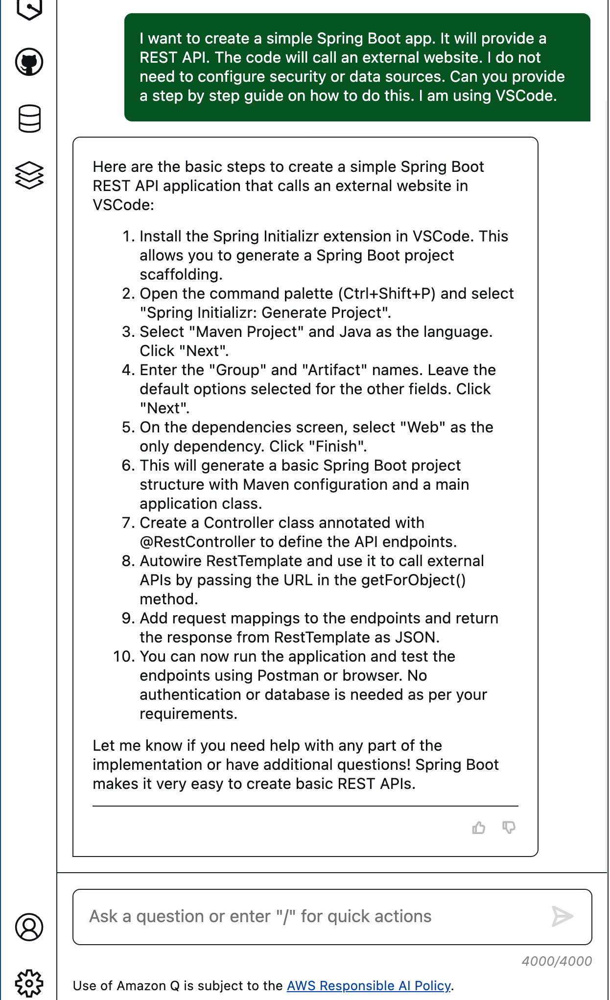 I want to create a simple Spring Boot app. It will provide a
REST API. The code will call an external website. I do not
need to configure security or data sources. Can you provide
a step by step guide on how to do this. I am using VSCode.
Here are the basic steps to create a simple Spring Boot
REST API application that calls an external website in
VSCode:
1. Install the Spring Initializr extension in VSCode. This
allows you to generate a Spring Boot project
scaffolding.
2. Open the command palette (Ctrl+Shift+P) and select
"Spring Initializr: Generate Project".
3. Select "Maven Project" and Java as the language.
Click "Next".
4. Enter the "Group" and "Artifact" names. Leave the
default options selected for the other fields. Click
"Next".
5. On the dependencies screen, select "Web" as the
only dependency. Click "Finish".
6. This will generate a basic Spring Boot project
structure with Maven configuration and a main
application class.
7. Create a Controller class annotated with
@RestController to define the API endpoints.
8. Autowire RestTemplate and use it to call external
APIs by passing the URL in the getForObject()
method.
9. Add request mappings to the endpoints and return
the response from RestTemplate as JSON.
10. You can now run the application and test the
endpoints using Postman or browser. No
authentication or database is needed as per your
requirements.
Let me know if you need help with any part of the
implementation or have additional questions! Spring Boot
makes it very easy to create basic REST APIs.
Ask a question or enter "/" for quick actions
4000/4000
Use of Amazon Q is subject to the AWS Responsible AI Policy.